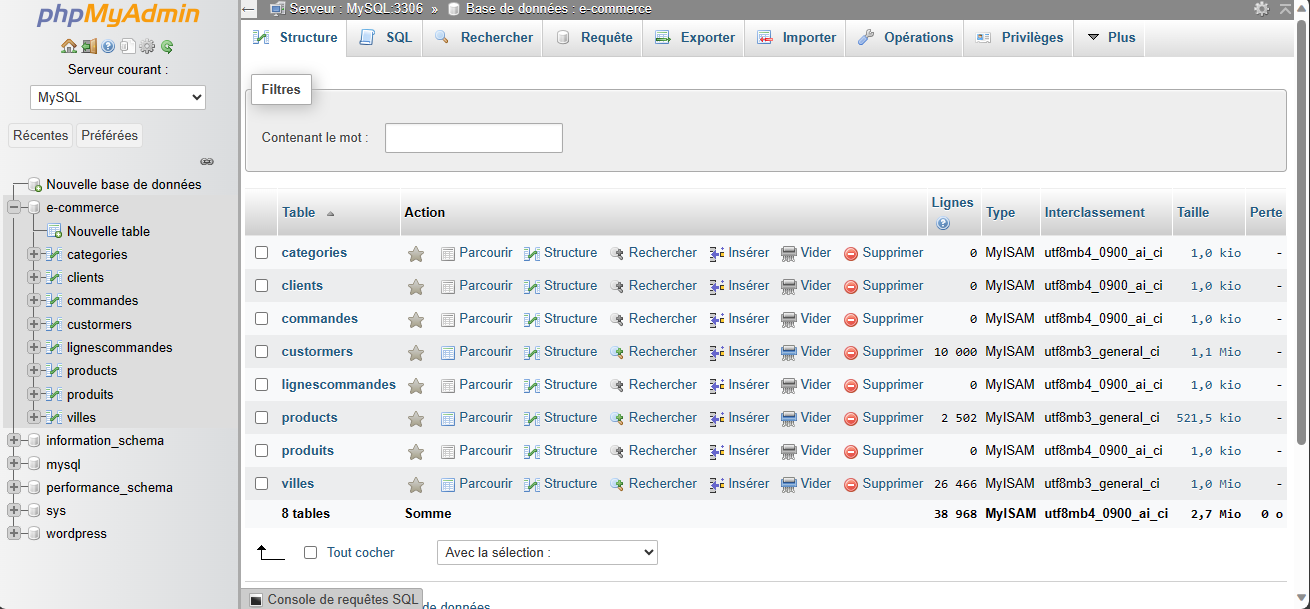 phpMyAdmin
Serveur courant :
MySQL
Récentes Préférées
Nouvelle base de données
e-commerce
Nouvelle table
categories
clients
commandes
custormers
lignescommandes
products
produits
villes
information_schema
mysql
performance_schema
sys
wordpress
Serveur : MySQL:3306 » Base de données : e-commerce
Structure SQL Rechercher Requête Exporter Importer Opérations Privilèges Plus
Filtres
Contenant le mot :
Table Action Lignes Type Interclassement Taille Perte
categories Parcourir Structure Rechercher Insérer Vider Supprimer 0 MyISAM utf8mb4_0900_ai_ci 1,0 kio -
clients Parcourir Structure Rechercher Insérer Vider Supprimer 0 MyISAM utf8mb4_0900_ai_ci 1,0 kio -
commandes Parcourir Structure Rechercher Insérer Vider Supprimer 0 MyISAM utf8mb4_0900_ai_ci 1,0 kio -
custormers Parcourir Structure Rechercher Insérer Vider Supprimer 10 000 MyISAM utf8mb3_general_ci 1,1 Mio -
lignescommandes Parcourir Structure Rechercher Insérer Vider Supprimer 0 MyISAM utf8mb4_0900_ai_ci 1,0 kio -
products Parcourir Structure Rechercher Insérer Vider Supprimer 2 502 MyISAM utf8mb3_general_ci 521,5 kio -
produits Parcourir Structure Rechercher Insérer Vider Supprimer 0 MyISAM utf8mb4_0900_ai_ci 1,0 kio -
villes Parcourir Structure Rechercher Insérer Vider Supprimer 26 466 MyISAM utf8mb3_general_ci 1,0 Mio -
8 tables Somme 38 968 MyISAM utf8mb4_0900_ai_ci 2,7 Mio 0 o
Tout cocher Avec la sélection :
Console de requêtes SQL de données